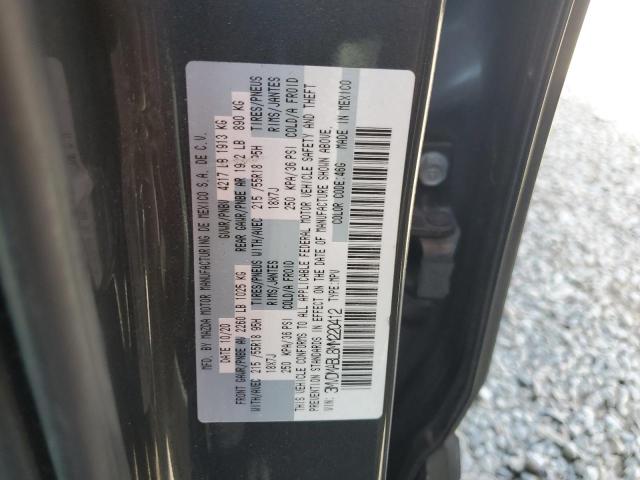 MFD. BY MAZDA MOTOR MANUFACTURING DE MEXICO S.A. DE C.V.
DATE 10/20 GVWR/PNBV 4217 LB 1913 KG
FRONT GAWR/PNBE AV 2260 LB 1025 KG REAR GAWR/PNBE AR LB 890 KG
WITH/AVEC 215/55R18 95H TIRES/PNEUS WITH/AVEC 215/55R18 95H TIRES/PNEUS
18X7J RIMS/JANTES 18X7J RIMS/JANTES
250 KPA/36 PSI COLD/A FROID 250 KPA/36 PSI COLD/A FROID
THIS VEHICLE CONFORMS TO ALL APPLICABLE FEDERAL MOTOR VEHICLE SAFETY AND THEFT
PREVENTION STANDARDS IN EFFECT ON THE DATE OF MANUFACTURE SHOWN ABOVE.
VIN: TYPE:MPV COLOR CODE:46G MADE IN MEXICO